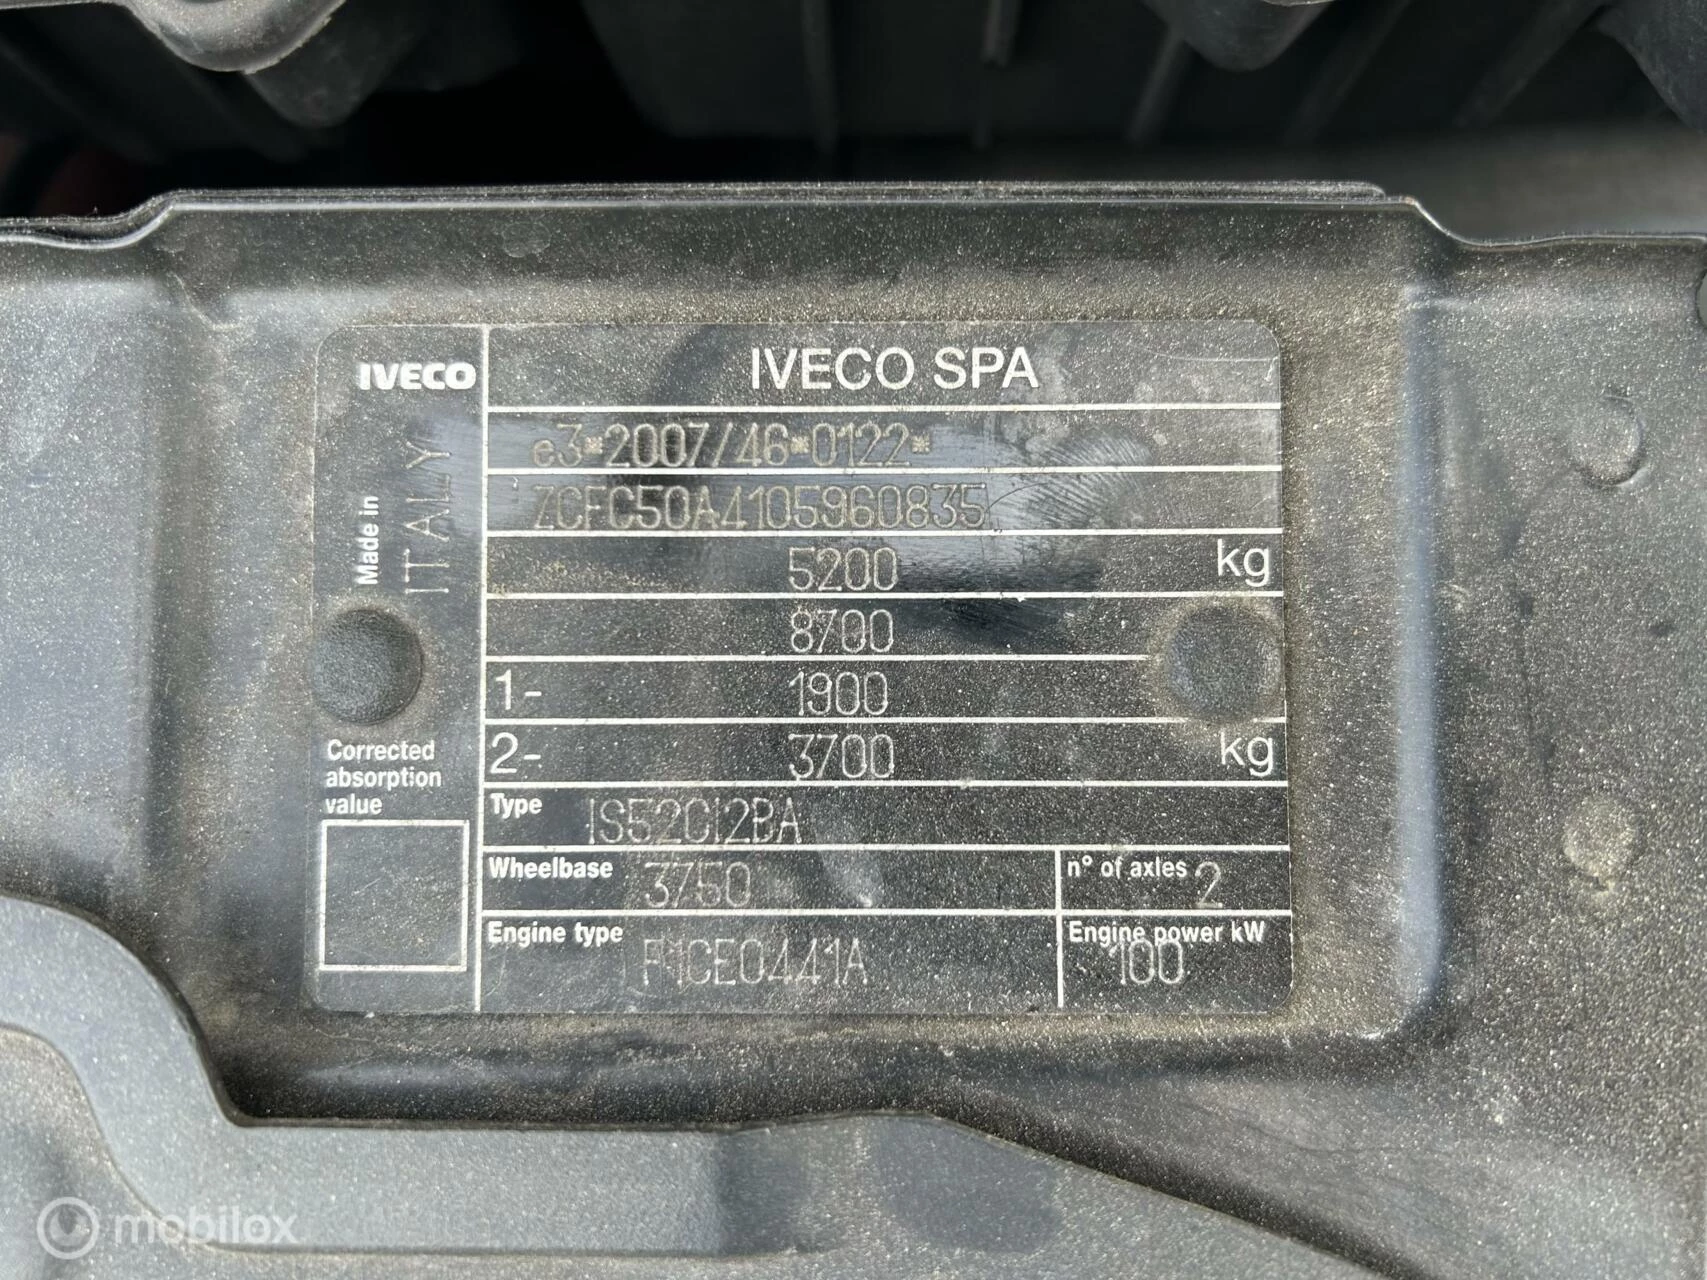 IVECO
IVECO SPA
Made in
ITALY
e3*2007/46*0122*
ZCFC50A4105960835
5200 kg
8700
1- 1900
2- 3700 kg
Corrected
absorption
value
Type IS52CI2BA
Wheelbase 3750
n° of axles 2
Engine type F1CE0441A
Engine power kW
100
mobilox